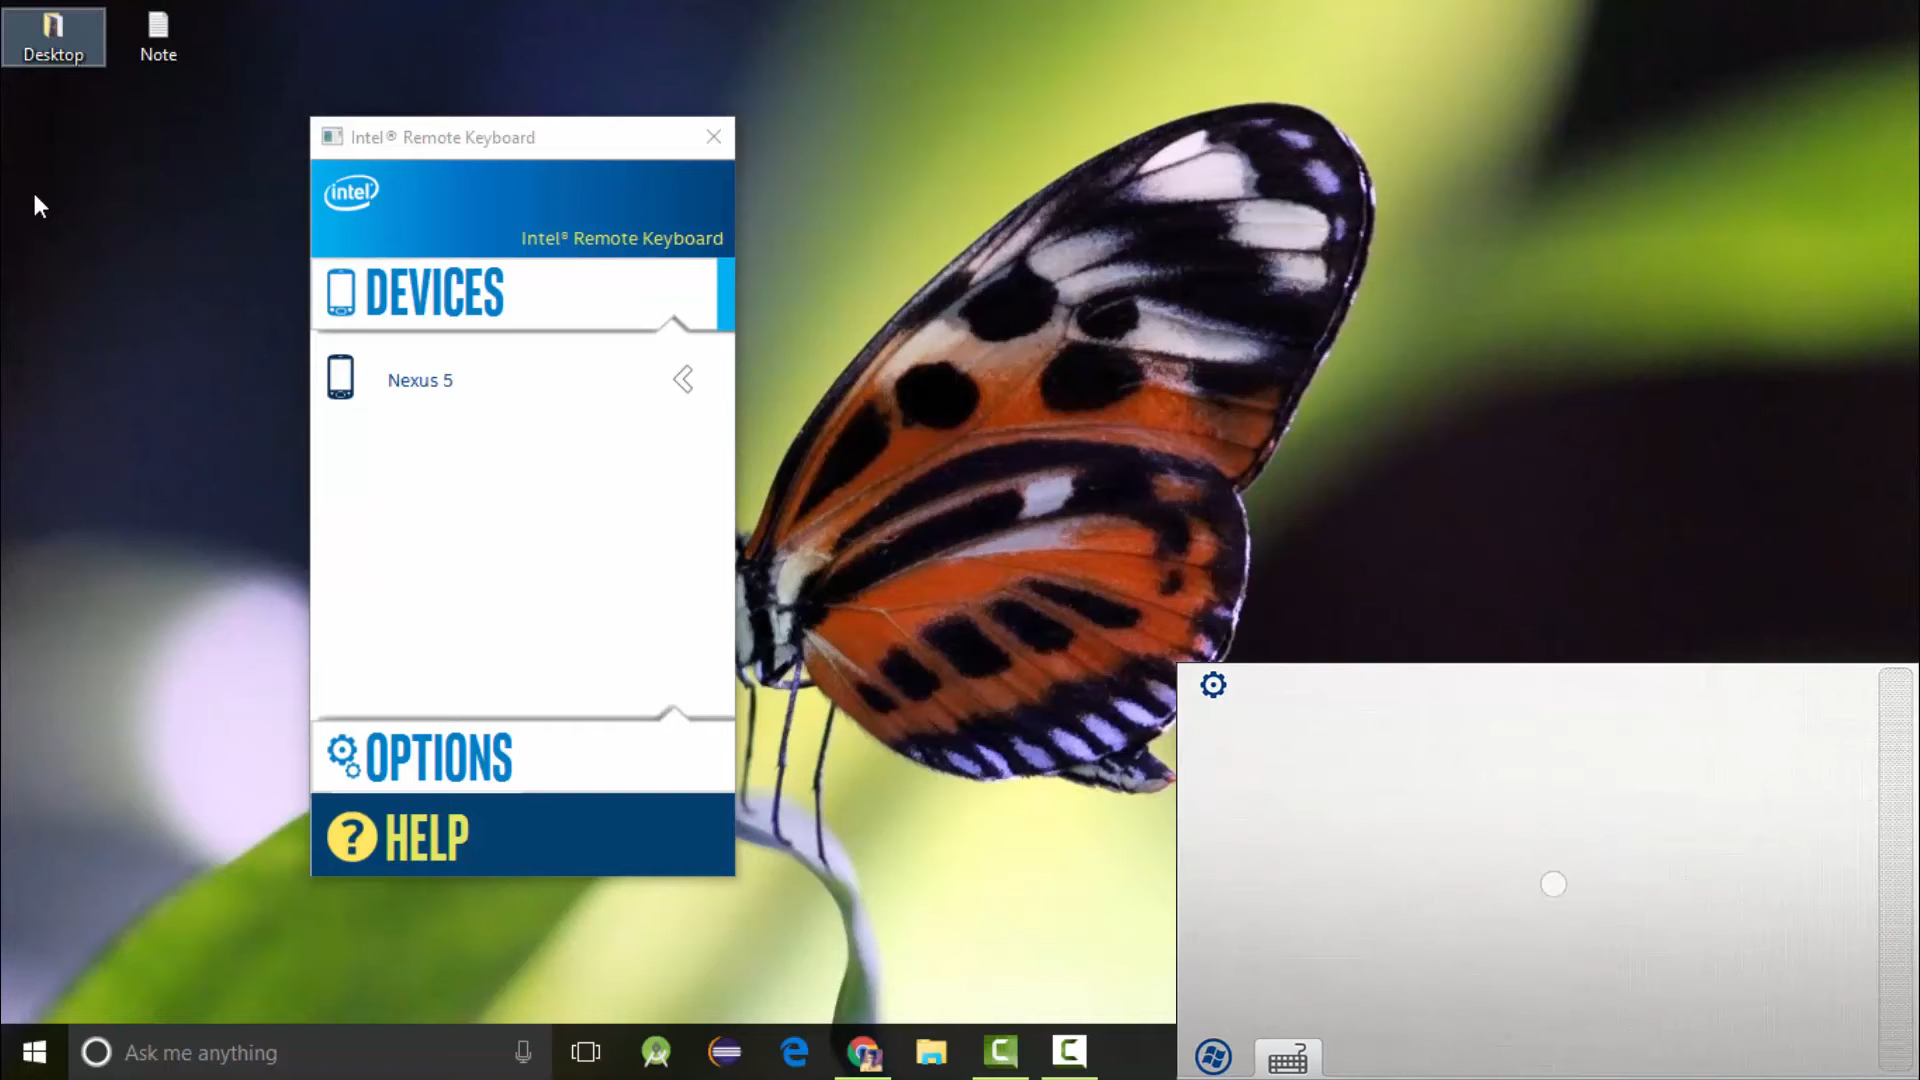 Desktop
Note
Intel® Remote Keyboard
intel
Intel® Remote Keyboard
DEVICES
Nexus 5
OPTIONS
? HELP
Ask me anything